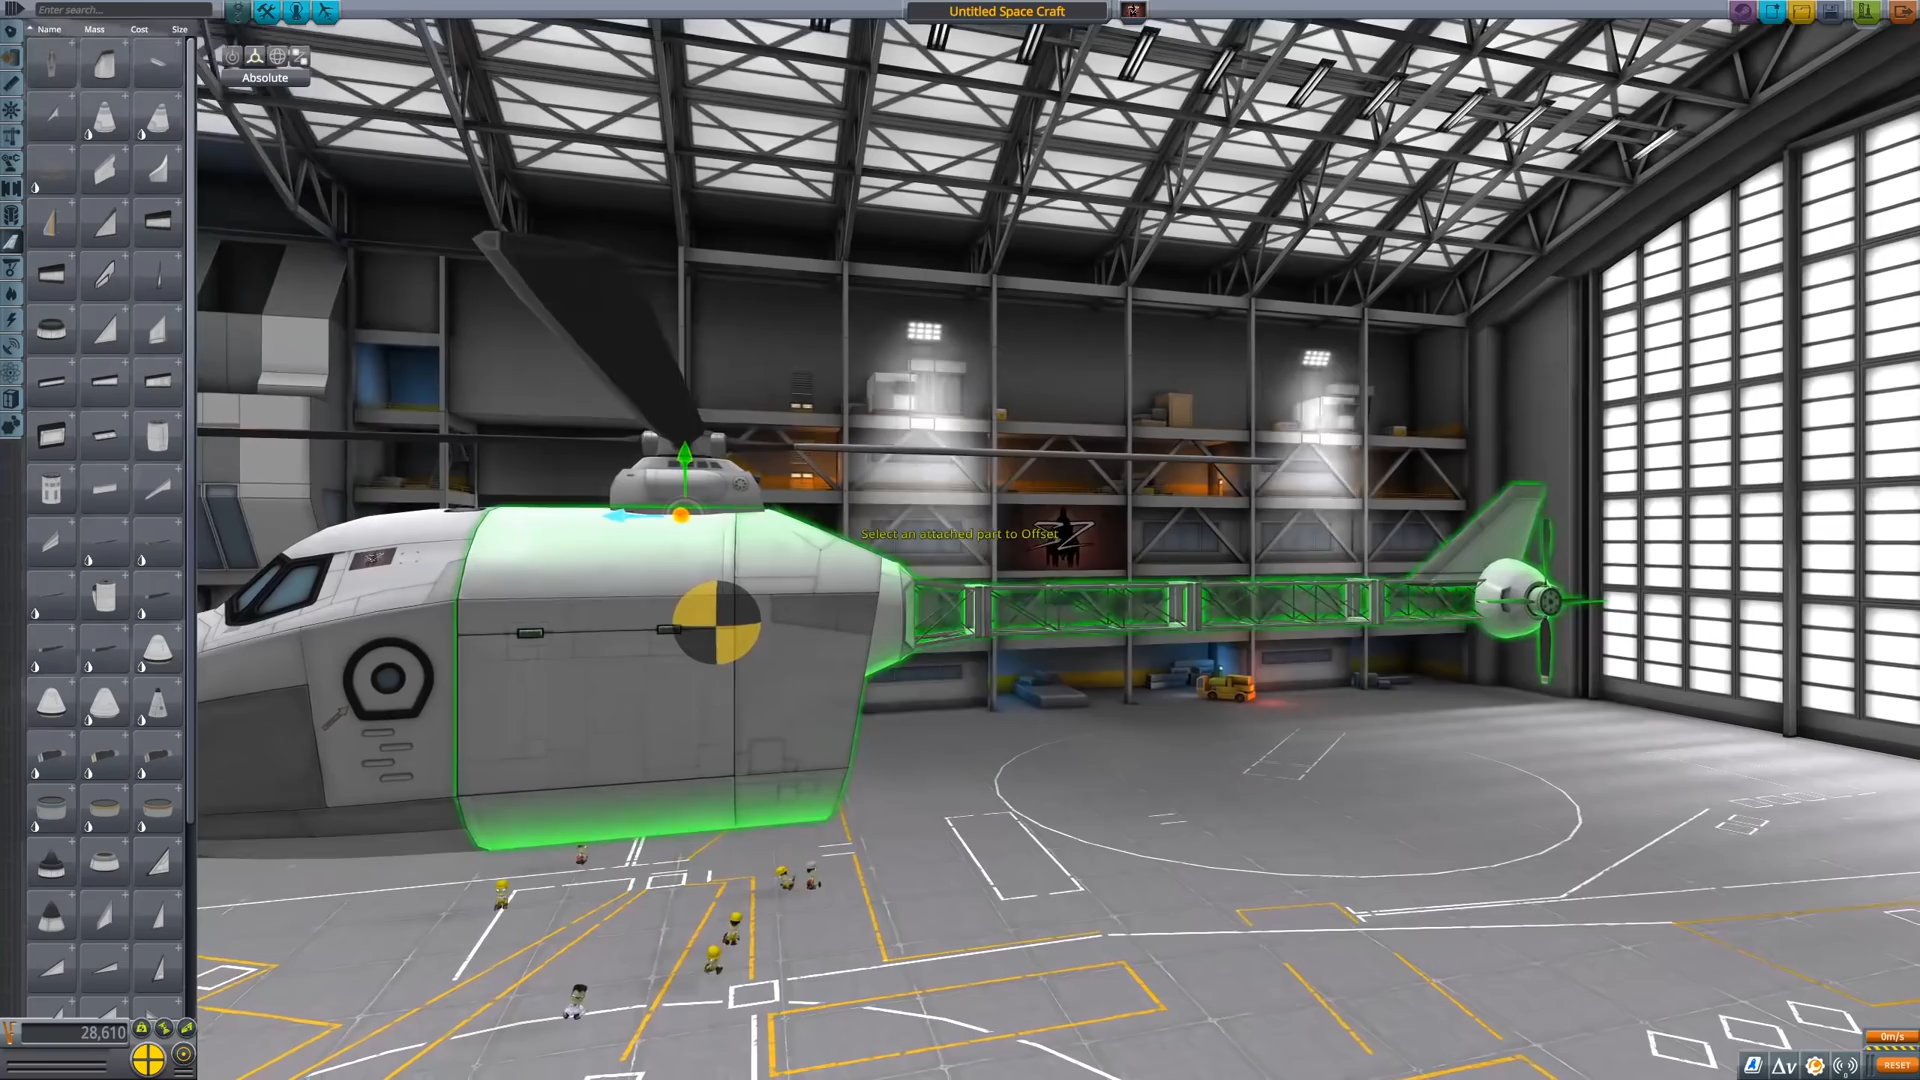 Enter search...
Untitled Space Craft
Name Mass Cost Size
Absolute
Select an attached part to Offset
28,610
0m/s
Δv
RESET